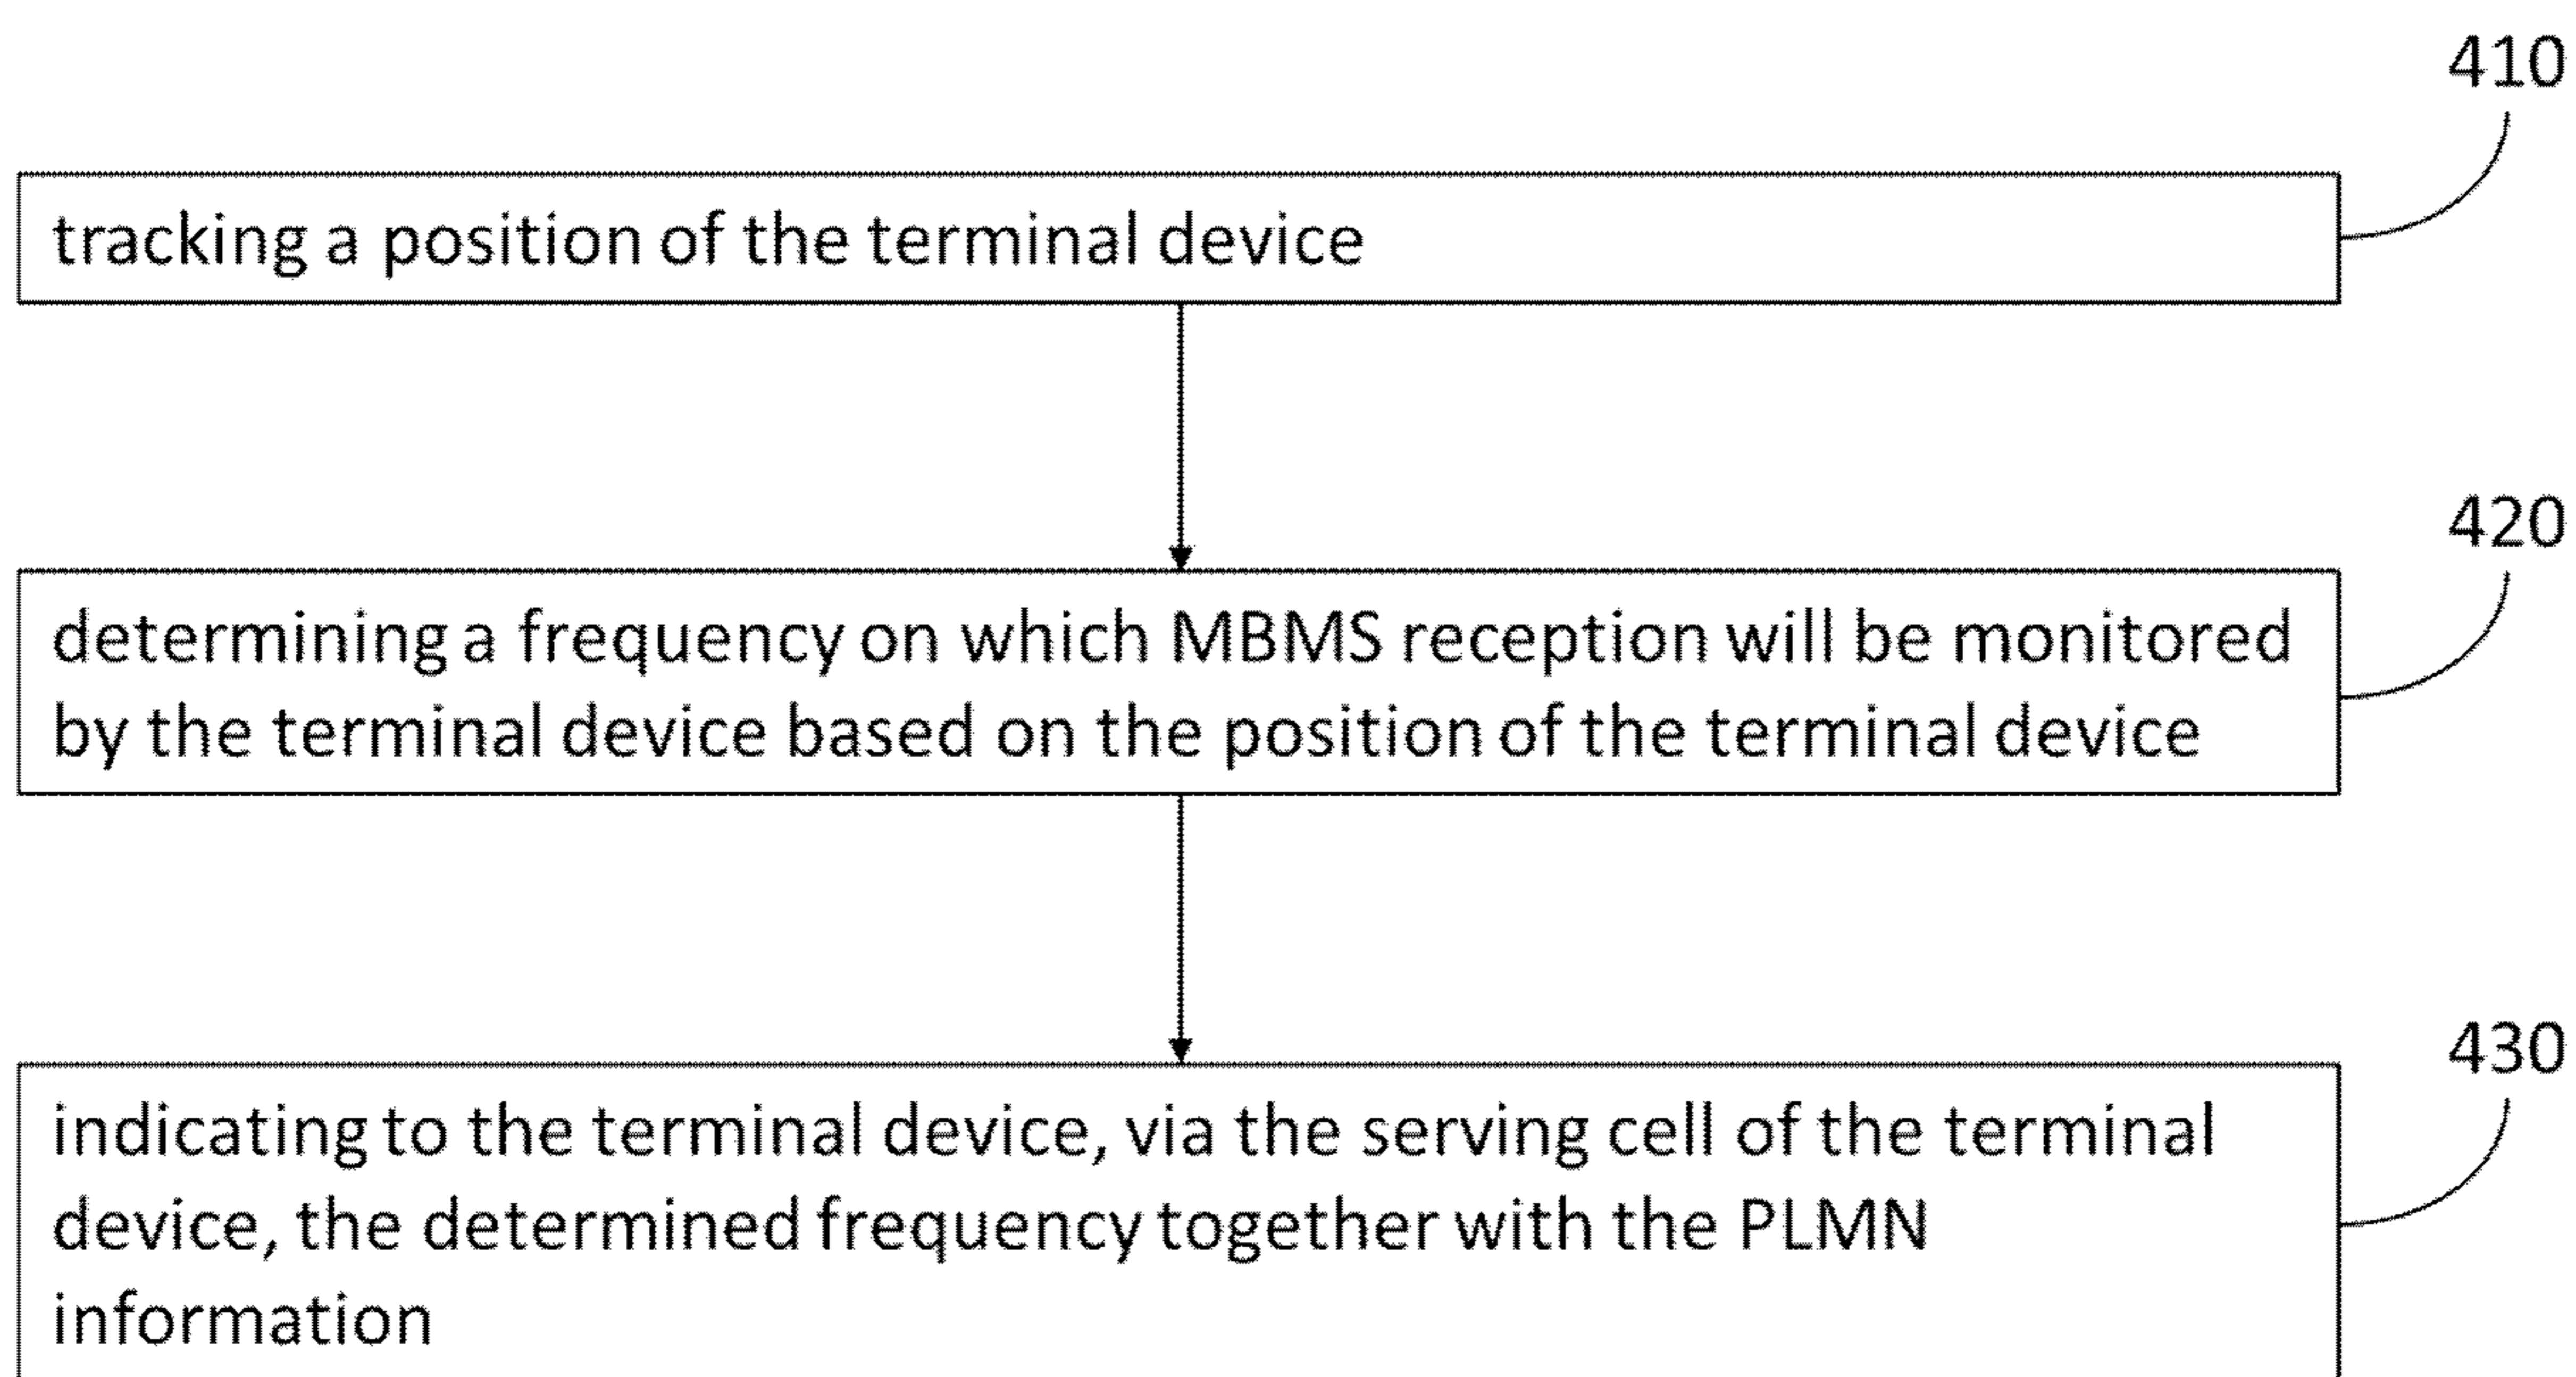 410
tracking a position of the terminal device
420
determining a frequency on which MBMS reception will be monitored
by the terminal device based on the position of the terminal device
430
indicating to the terminal device, via the serving cell of the terminal
device, the determined frequency together with the PLMN
information